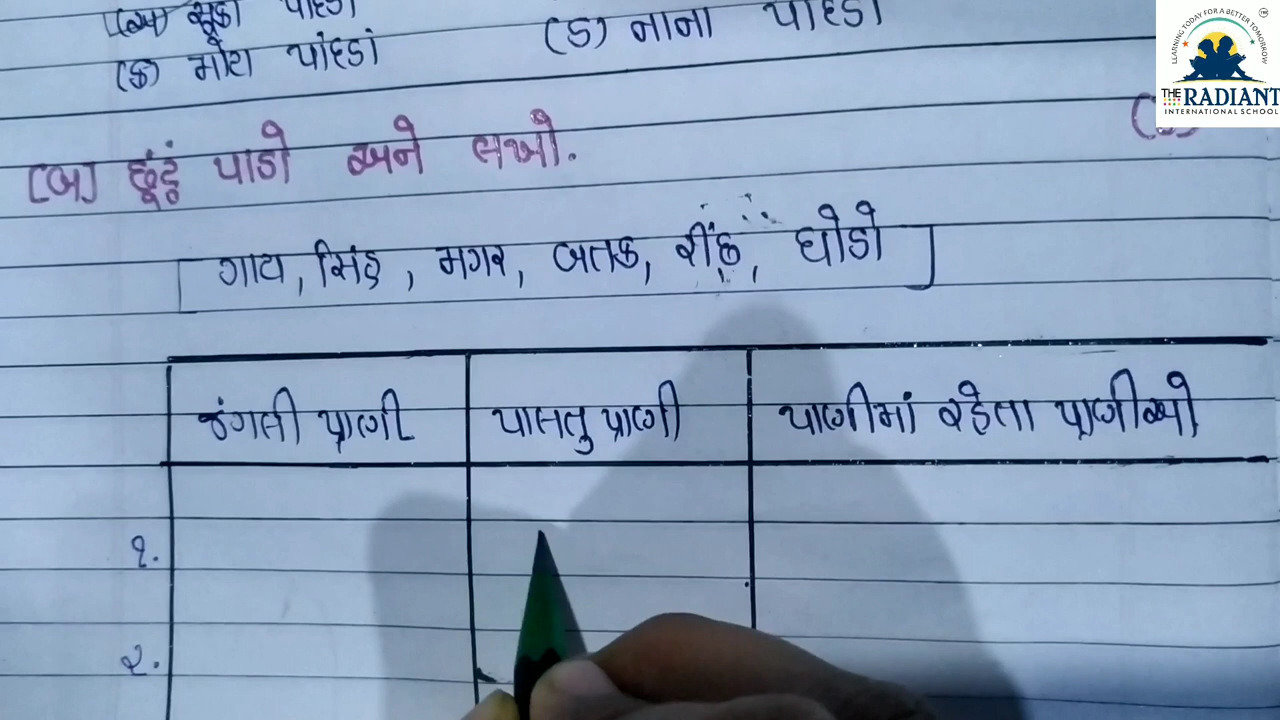 (અ) સૂકા પાંદડાં
(ક) મોટા પાંદડાં (ડ) નાના પાંદડાં
(બ) છૂટું પાડો અને લખો.
ગાય, સિંહ, મગર, બતક, રીંછ, ઘોડો
જંગલી પ્રાણી પાલતુ પ્રાણી પાણીમાં રહેતા પ્રાણીઓ
૧.
૨.
LEARNING TODAY FOR A BETTER TOMORROW
THE RADIANT
INTERNATIONAL SCHOOL